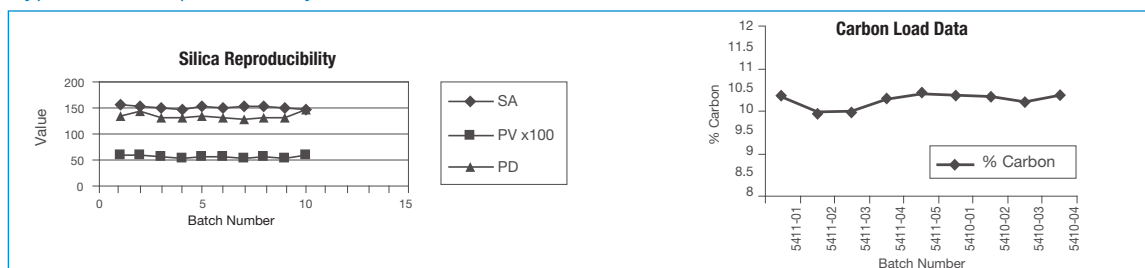 Silica Reproducibility
200
150
100
50
0
Value
0
5
10
15
Batch Number
SA
PV x100
PD
Carbon Load Data
12
11.5
11
10.5
10
9.5
9
8.5
8
% Carbon
% Carbon
5411-01
5411-02
5411-03
5411-04
5411-05
5410-01
5410-02
5410-03
5410-04
Batch Number